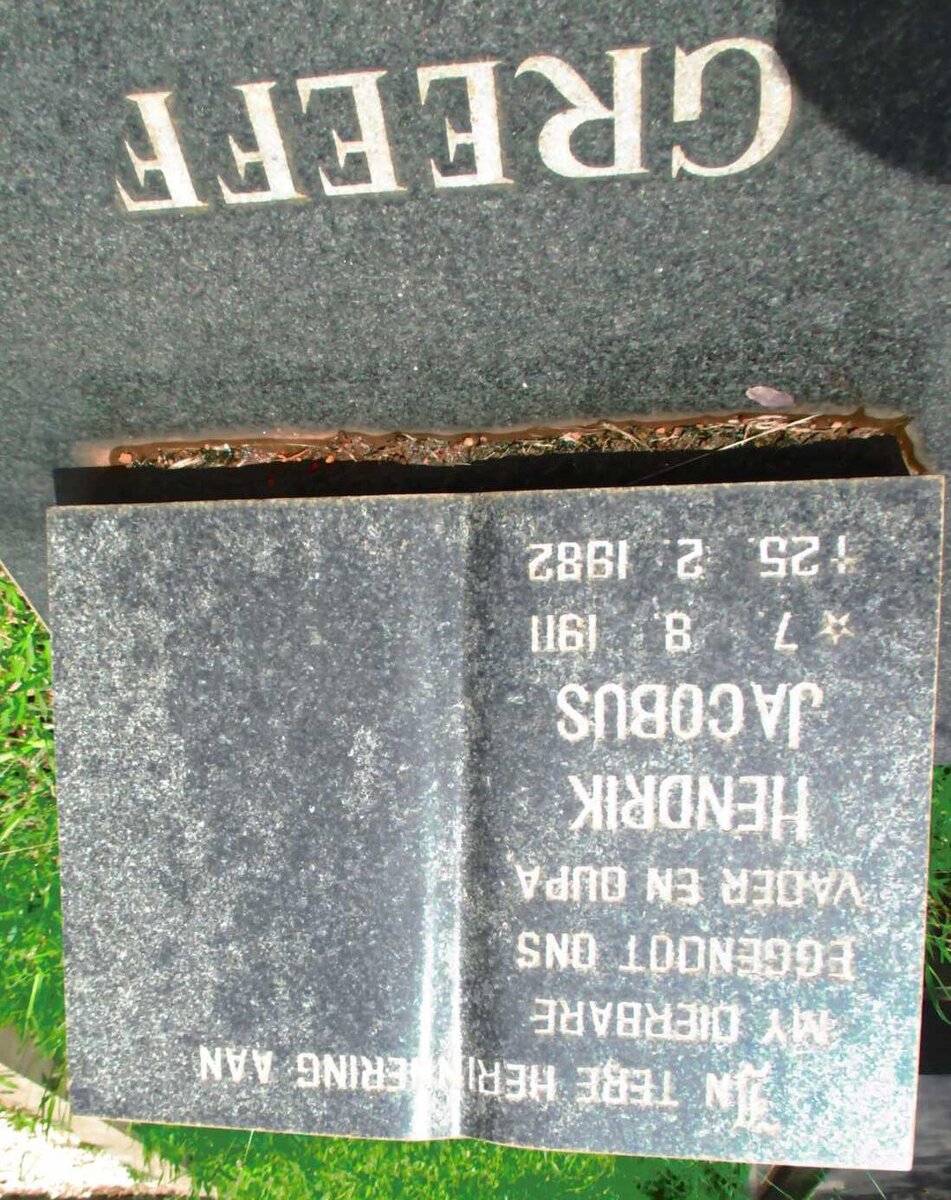 In TERE HERINNERING AAN
MY DIERBARE
EGGENOOT ONS
VADER EN OUPA
HENDRIK
JACOBUS
☆ 7. 8. 1911
†25. 2. 1982
GREEFF